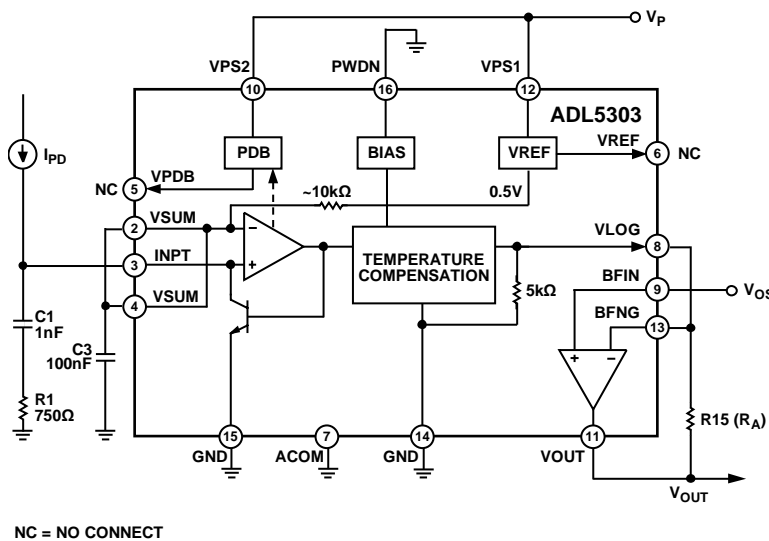 VP
VPS2
PWDN
VPS1
10
16
12
ADL5303
IPD
PDB
BIAS
VREF
VREF
6
NC
NC
5
VPDB
~10kΩ
0.5V
2
VSUM
−
VLOG
8
3
INPT
+
TEMPERATURE
COMPENSATION
BFIN
9
VOS
4
VSUM
5kΩ
BFNG
13
C1
1nF
C3
100nF
+
−
R1
750Ω
R15 (RA)
15
7
14
11
GND
ACOM
GND
VOUT
VOUT
NC = NO CONNECT